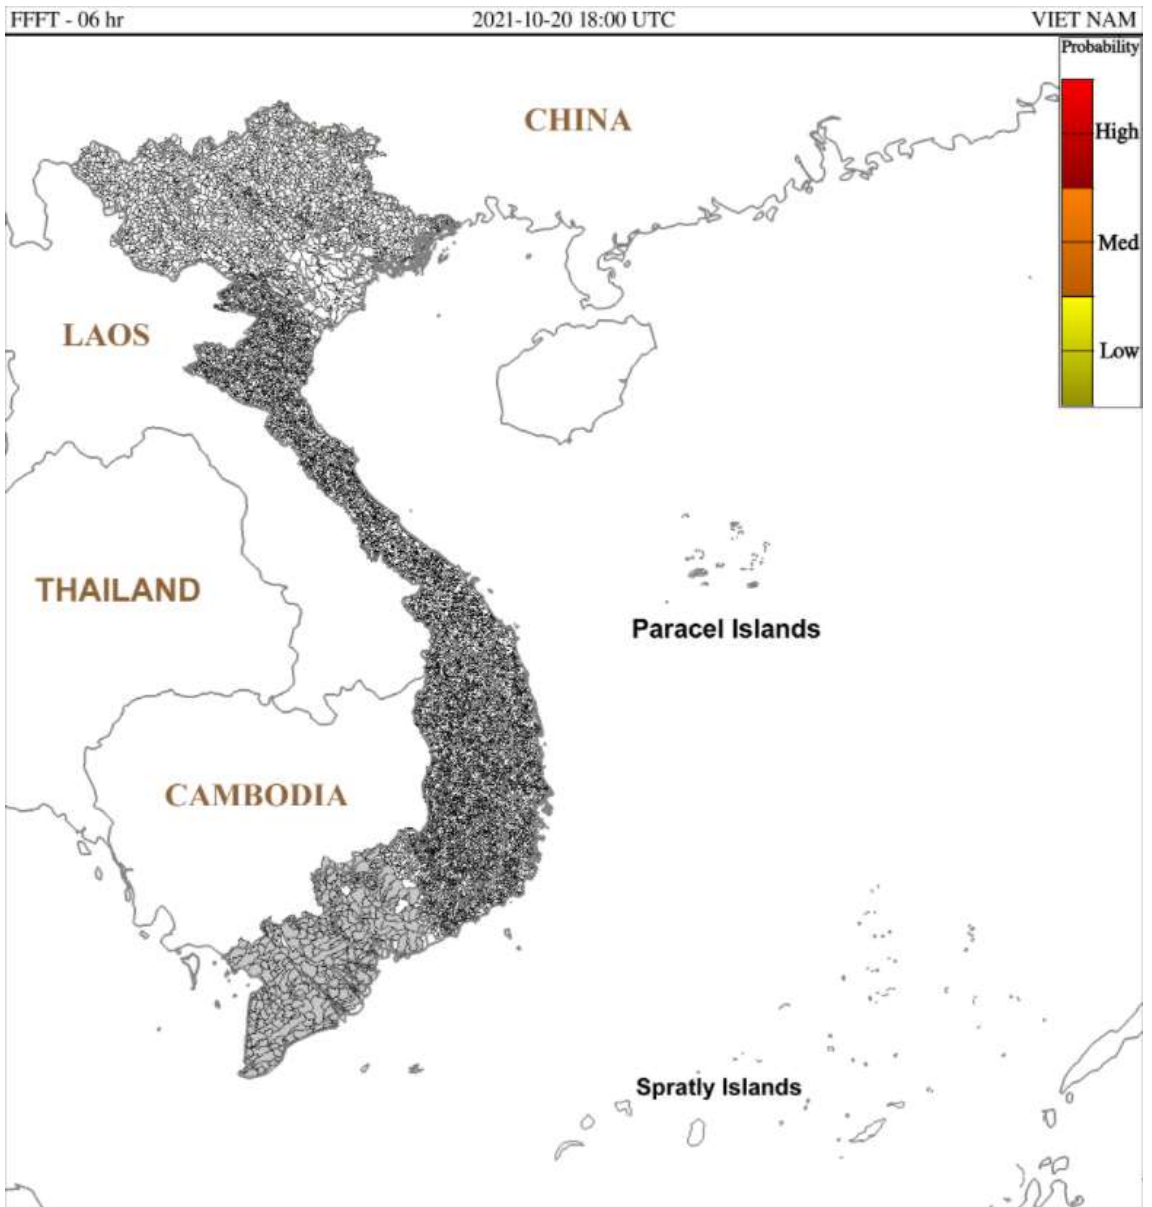 FFFT - 06 hr 2021-10-20 18:00 UTC VIET NAM
Probability
CHINA
High
Med
LAOS
Low
THAILAND
Paracel Islands
CAMBODIA
Spratly Islands